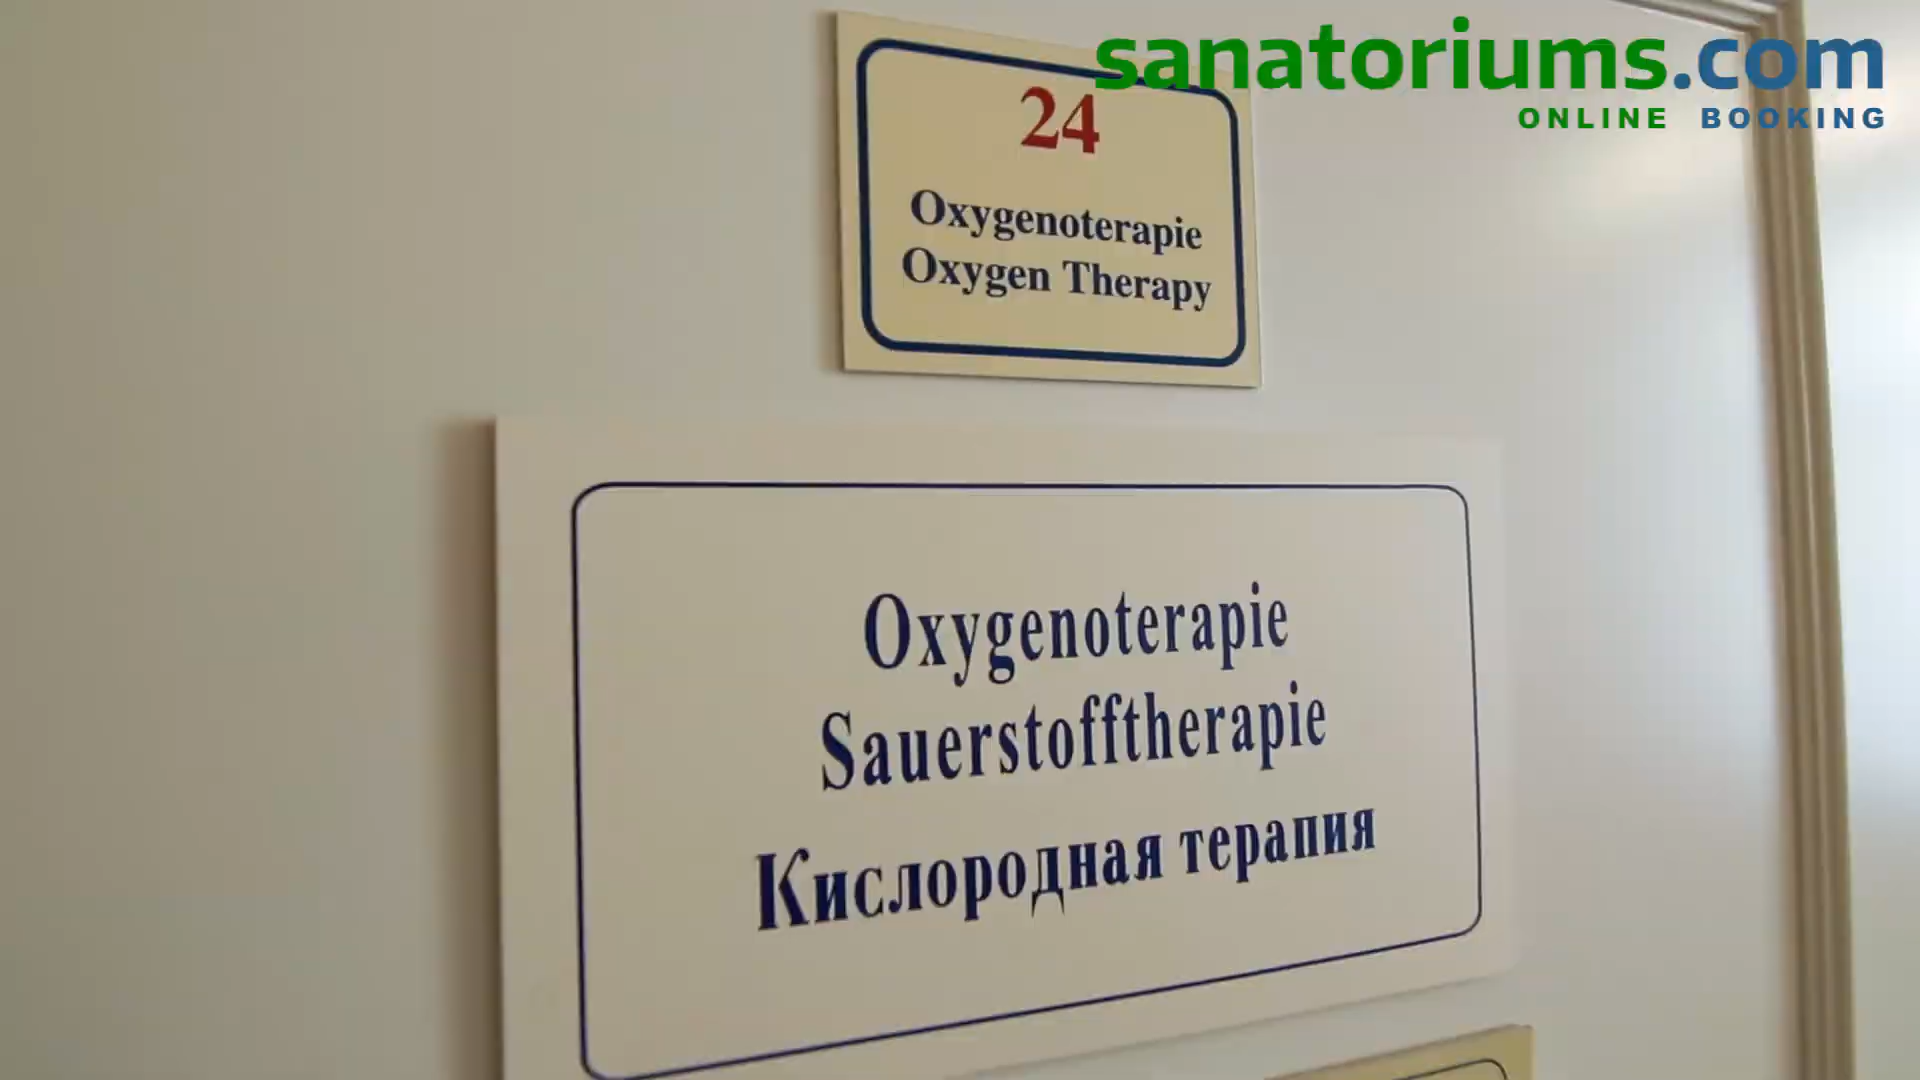 sanatoriums.com
ONLINE BOOKING
24
Oxygenoterapie
Oxygen Therapy
Oxygenoterapie
Sauerstofftherapie
Кислородная терапия